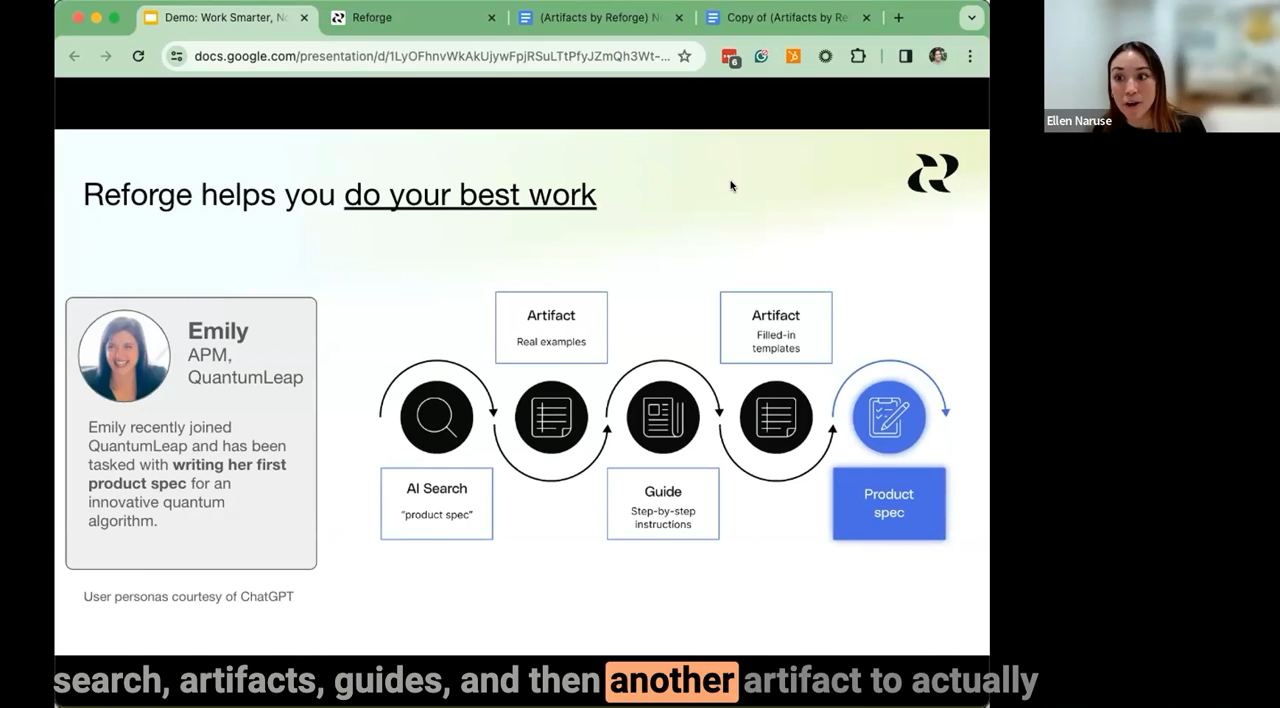 Demo: Work Smarter, N
Reforge
(Artifacts by Reforge) N
Copy of (Artifacts by Re
docs.google.com/presentation/d/1LyOFhnvWkAkUjywFpjRSuLTtPfyJZmQh3Wt-...
6
Ellen Naruse
Reforge helps you do your best work
Emily
APM,
QuantumLeap
Emily recently joined
QuantumLeap and has been
tasked with writing her first
product spec for an
innovative quantum
algorithm.
User personas courtesy of ChatGPT
AI Search
"product spec"
Artifact
Real examples
Guide
Step-by-step
instructions
Artifact
Filled-in
templates
Product
spec
search, artifacts, guides, and then another artifact to actually